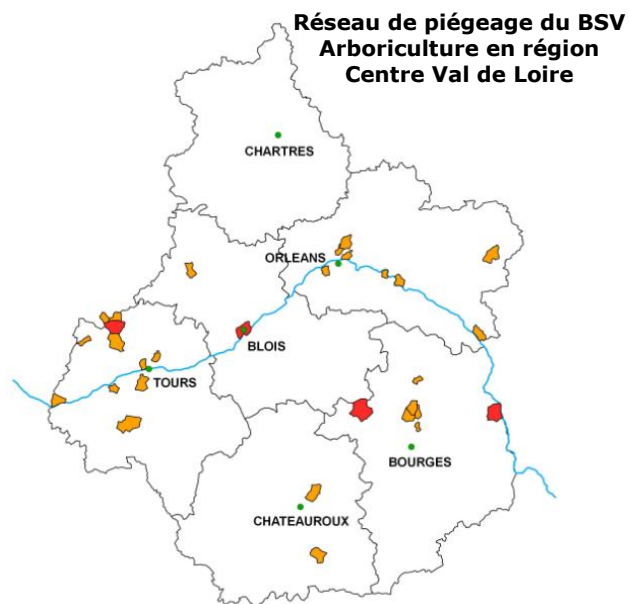 Réseau de piégeage du BSV
Arboriculture en région
Centre Val de Loire
CHARTRES
ORLEANS
BLOIS
TOURS
BOURGES
CHATEAUROUX